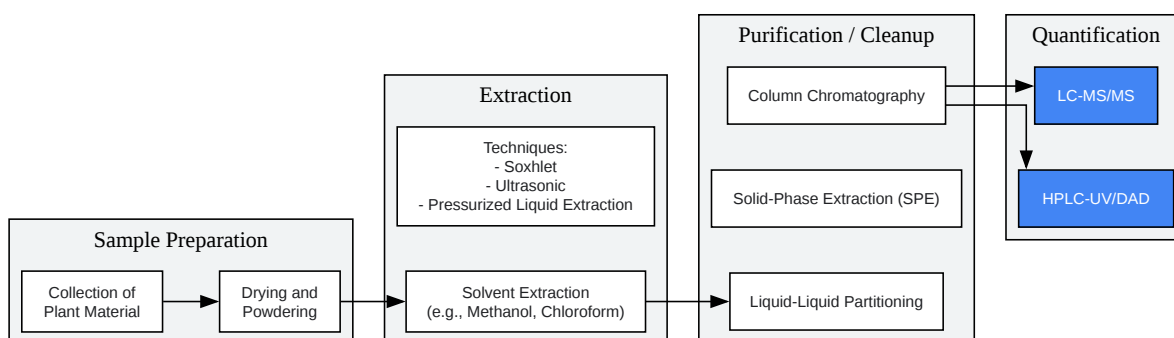 Sample Preparation
Collection of
Plant Material
Drying and
Powdering
Extraction
Techniques:
- Soxhlet
- Ultrasonic
- Pressurized Liquid Extraction
Solvent Extraction
(e.g., Methanol, Chloroform)
Purification / Cleanup
Column Chromatography
Solid-Phase Extraction (SPE)
Liquid-Liquid Partitioning
Quantification
LC-MS/MS
HPLC-UV/DAD